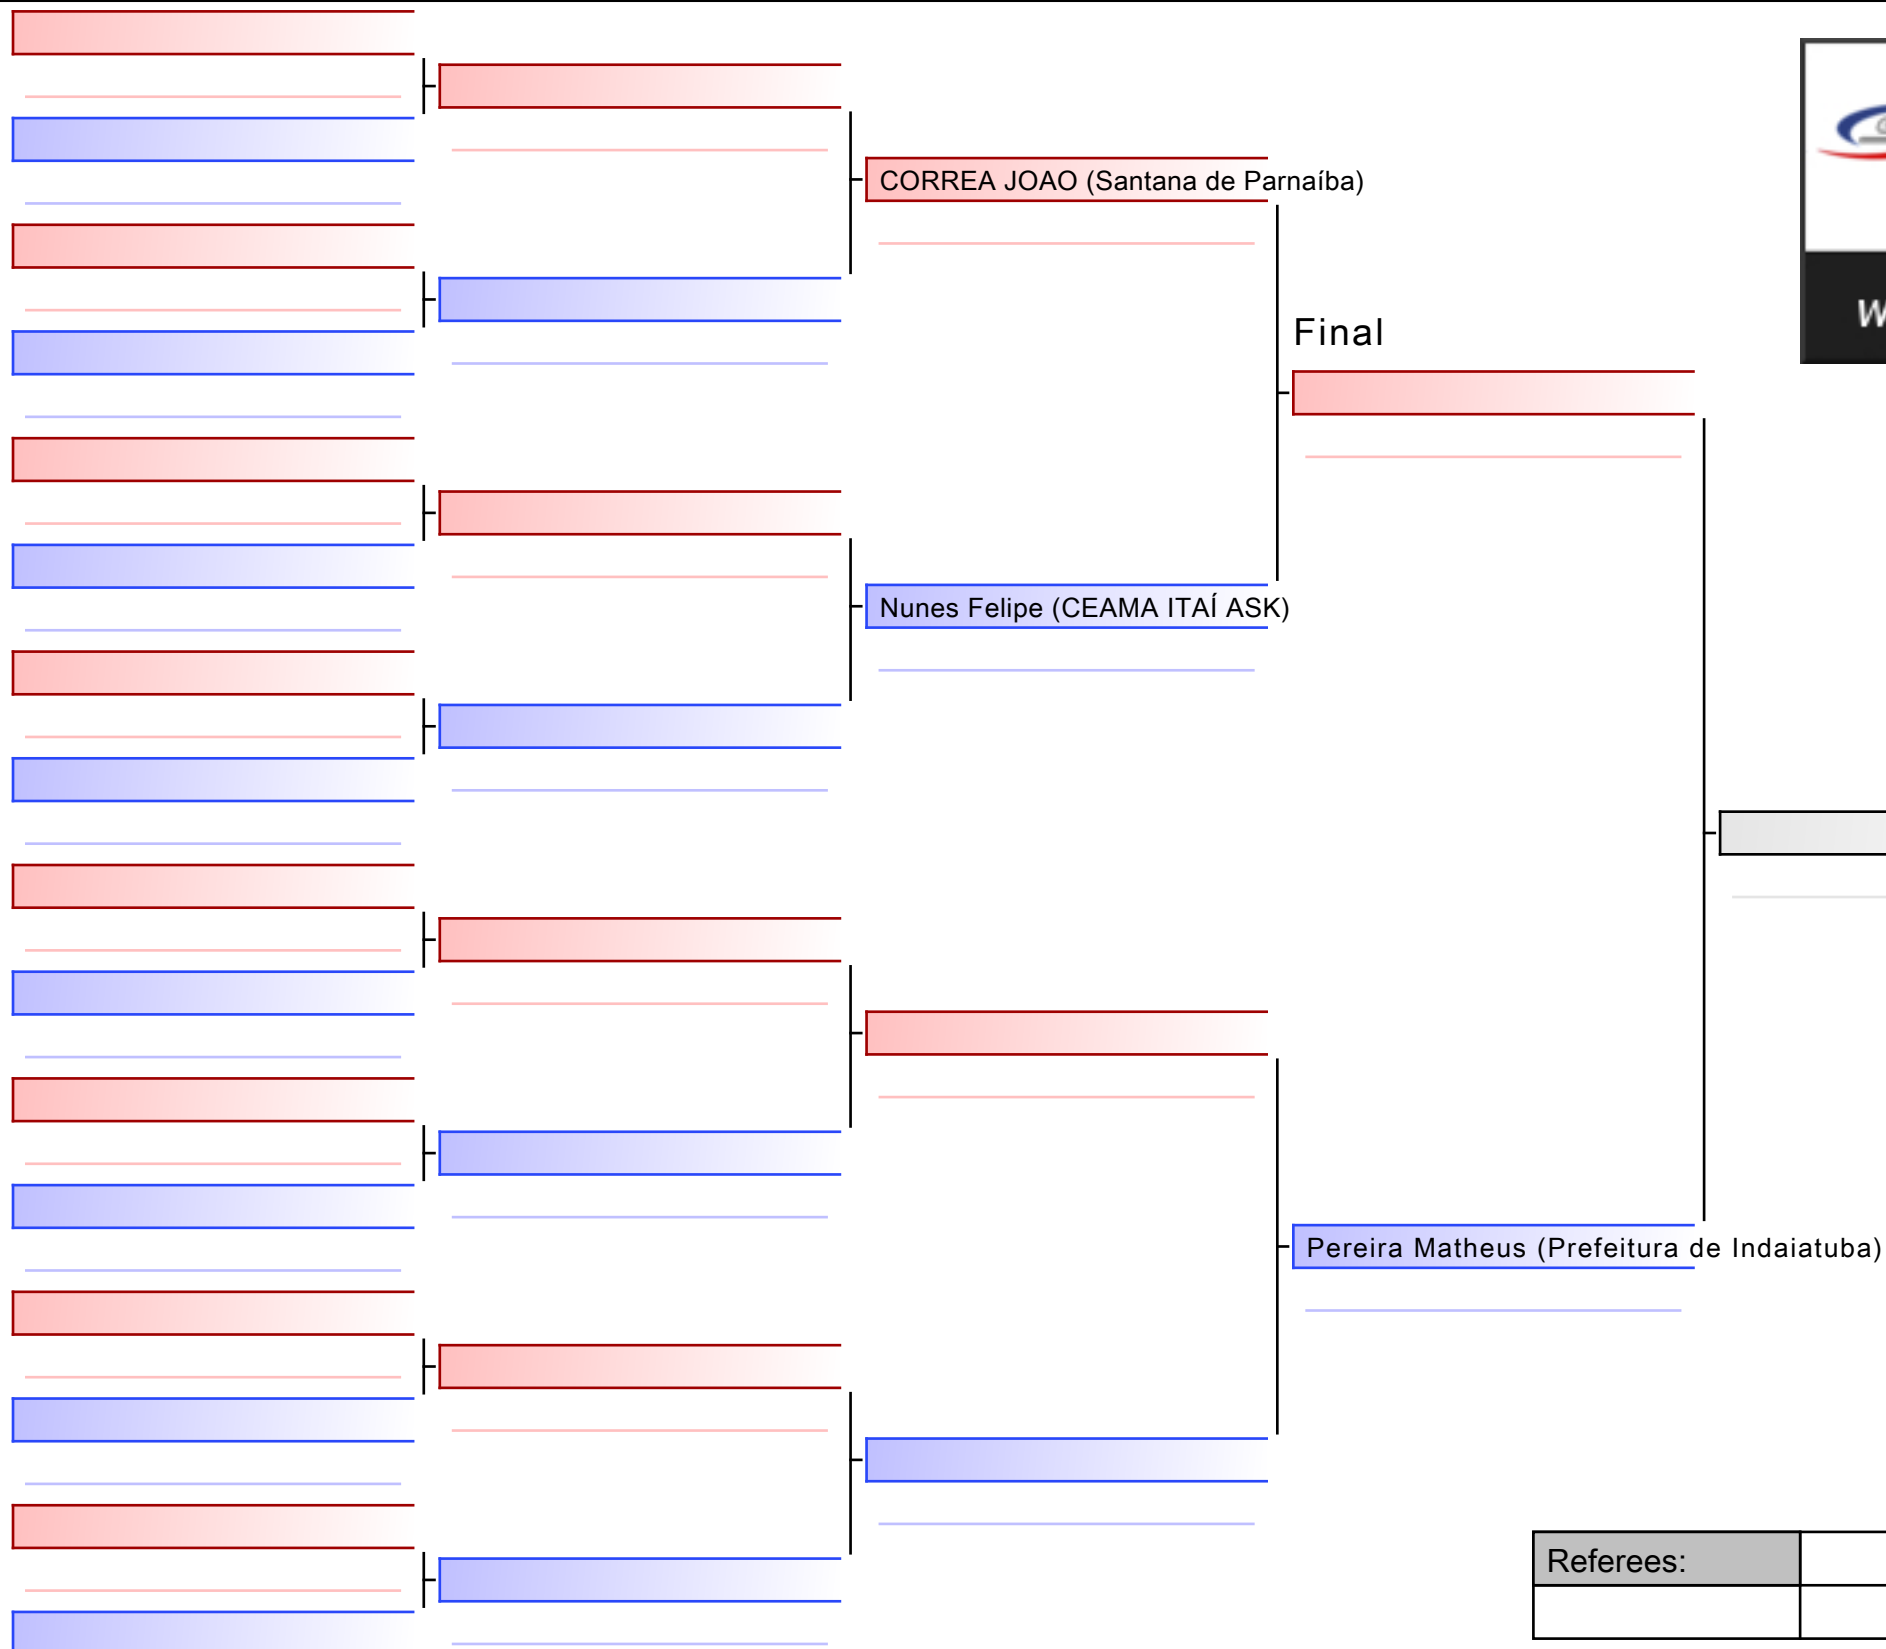 CORREA JOAO (Santana de Parnaíba)
Final
W
Nunes Felipe (CEAMA ITAÍ ASK)
Pereira Matheus (Prefeitura de Indaiatuba)
Referees: